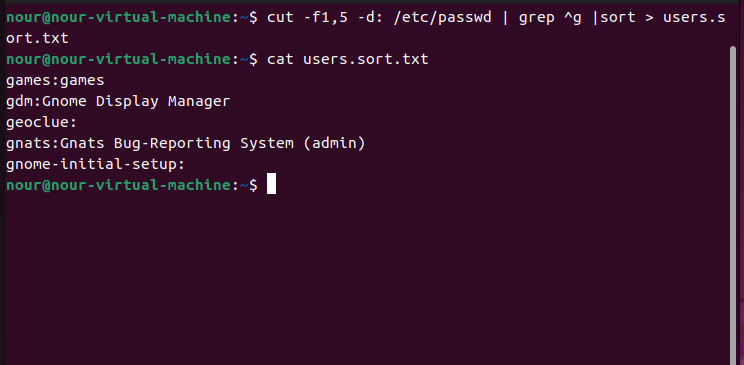 nour@nour-virtual-machine:~$ cut -f1,5 -d: /etc/passwd | grep ^g |sort > users.s
ort.txt
nour@nour-virtual-machine:~$ cat users.sort.txt
games:games
gdm:Gnome Display Manager
geoclue:
gnats:Gnats Bug-Reporting System (admin)
gnome-initial-setup:
nour@nour-virtual-machine:~$